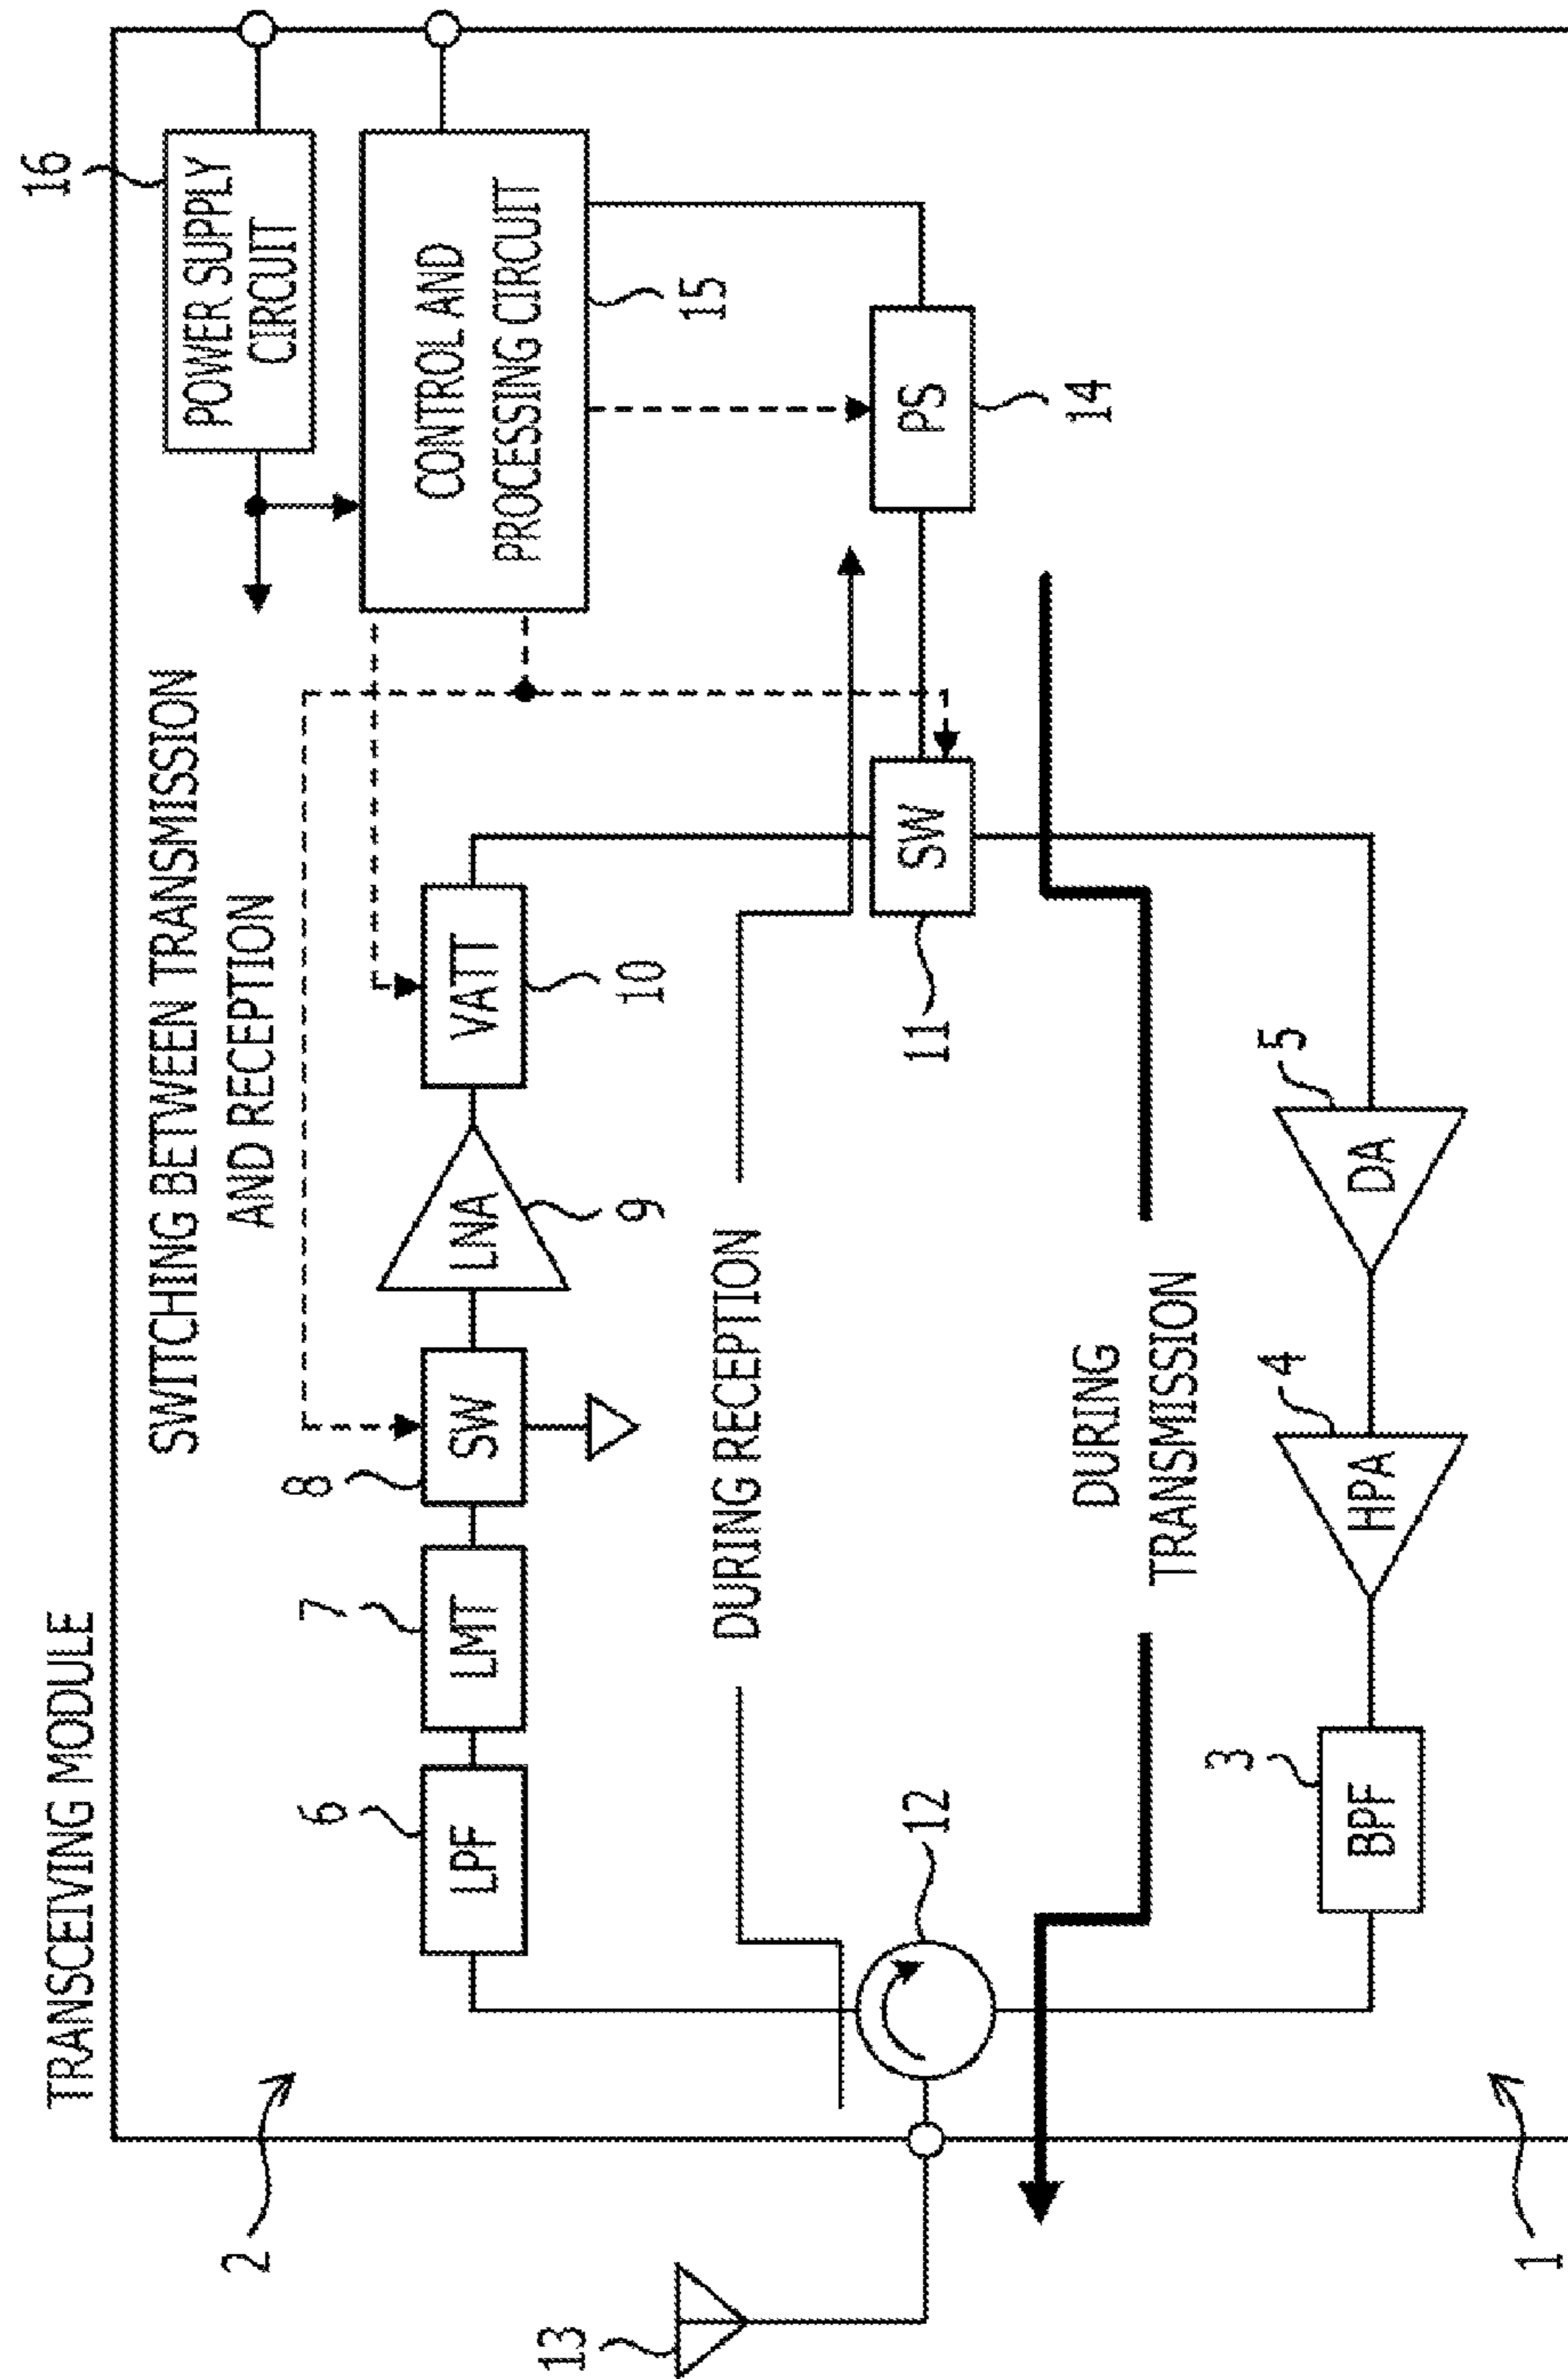 TRANSCEIVING MODULE
SWITCHING BETWEEN TRANSMISSION
AND RECEPTION
16
POWER SUPPLY
CIRCUIT
2
6
LPF
7
LMT
8
SW
LNA
9
VATT
10
CONTROL AND
PROCESSING CIRCUIT
15
DURING RECEPTION
13
12
11
SW
PS
14
DURING
TRANSMISSION
3
BPF
4
HPA
5
DA
1